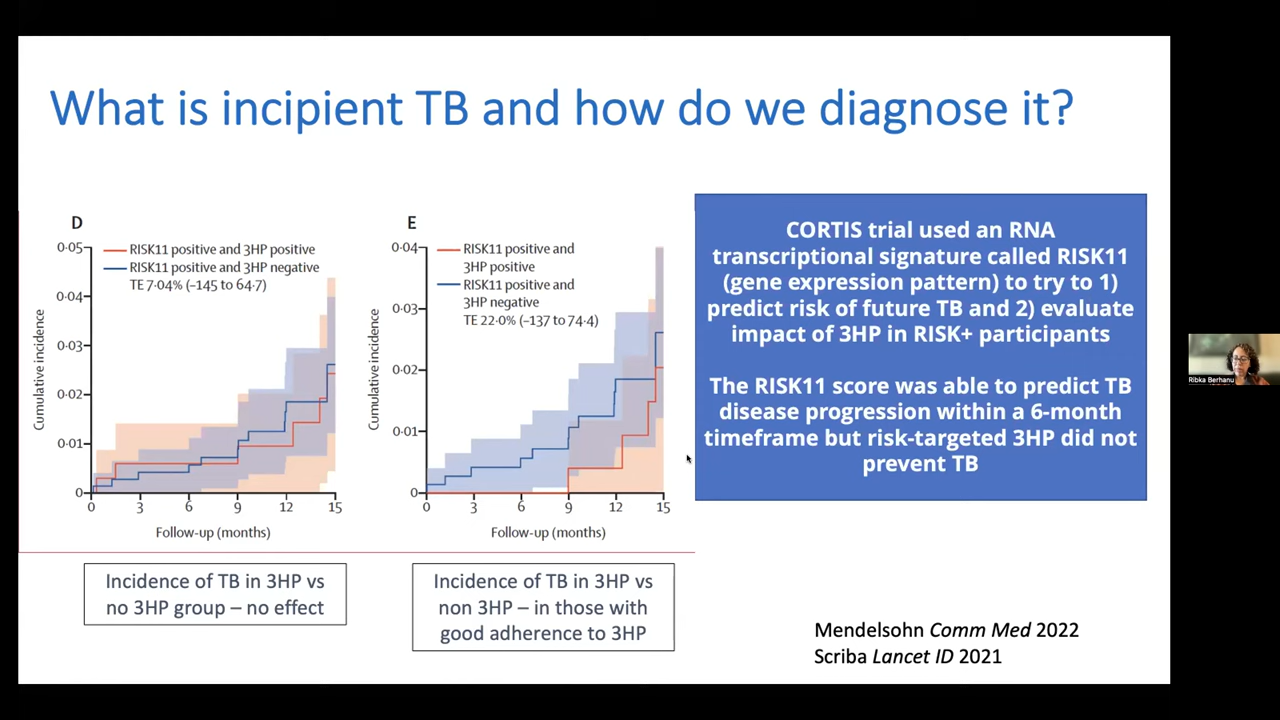 What is incipient TB and how do we diagnose it?
D
RISK11 positive and 3HP positive
RISK11 positive and 3HP negative
TE 7·04% (–145 to 64·7)
0·05
0·04
0·03
0·02
0·01
0
Cumulative incidence
0 3 6 9 12 15
Follow-up (months)
E
RISK11 positive and
3HP positive
RISK11 positive and
3HP negative
TE 22·0% (–137 to 74·4)
0·04
0·03
0·02
0·01
0
Cumulative incidence
0 3 6 9 12 15
Follow-up (months)
CORTIS trial used an RNA
transcriptional signature called RISK11
(gene expression pattern) to try to 1)
predict risk of future TB and 2) evaluate
impact of 3HP in RISK+ participants
The RISK11 score was able to predict TB
disease progression within a 6-month
timeframe but risk-targeted 3HP did not
prevent TB
Incidence of TB in 3HP vs
no 3HP group – no effect
Incidence of TB in 3HP vs
non 3HP – in those with
good adherence to 3HP
Mendelsohn Comm Med 2022
Scriba Lancet ID 2021
Ribka Berhanu